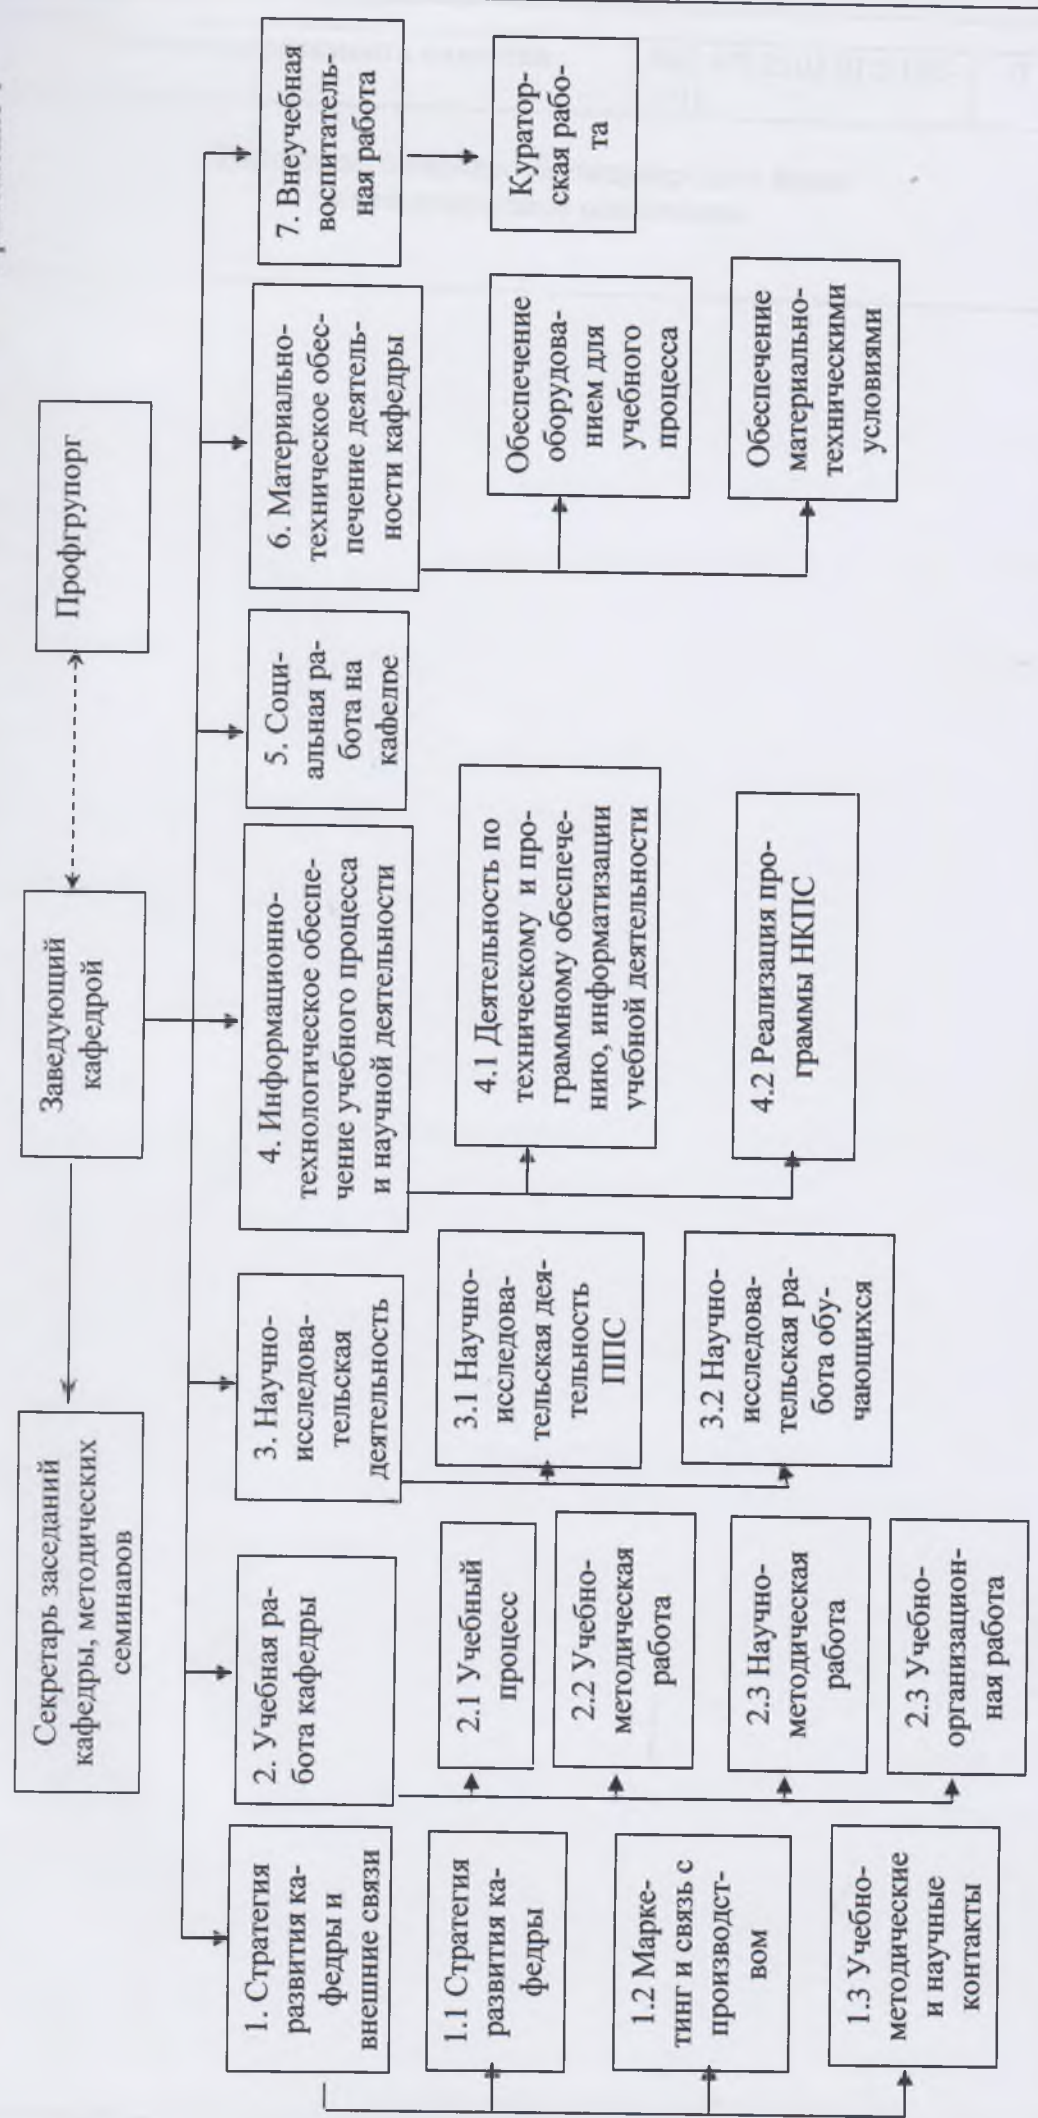 Секретарь заседаний
кафедры, методических
семинаров
Заведующий
кафедрой
Профгрупорг
1. Стратегия
развития ка-
федры и
внешние связи
1.1 Стратегия
развития ка-
федры
1.2 Марке-
тинг и связь с
производст-
вом
1.3 Учебно-
методические
и научные
контакты
2. Учебная ра-
бота кафедры
2.1 Учебный
процесс
2.2 Учебно-
методическая
работа
2.3 Научно-
методическая
работа
2.3 Учебно-
организацион-
ная работа
3. Научно-
исследова-
тельская
деятельность
3.1 Научно-
исследова-
тельская дея-
тельность
ППС
3.2 Научно-
исследова-
тельская ра-
бота обу-
чающихся
4. Информационно-
технологическое обеспе-
чение учебного процесса
и научной деятельности
4.1 Деятельность по
техническому и про-
граммному обеспече-
нию, информатизации
учебной деятельности
4.2 Реализация про-
граммы НКПС
5. Соци-
альная ра-
бота на
кафедре
6. Материально-
техническое обес-
печение деятель-
ности кафедры
Обеспечение
оборудова-
нием для
учебного
процесса
Обеспечение
материально-
техническими
условиями
7. Внеучебная
воспитатель-
ная работа
Куратор-
ская рабо-
та